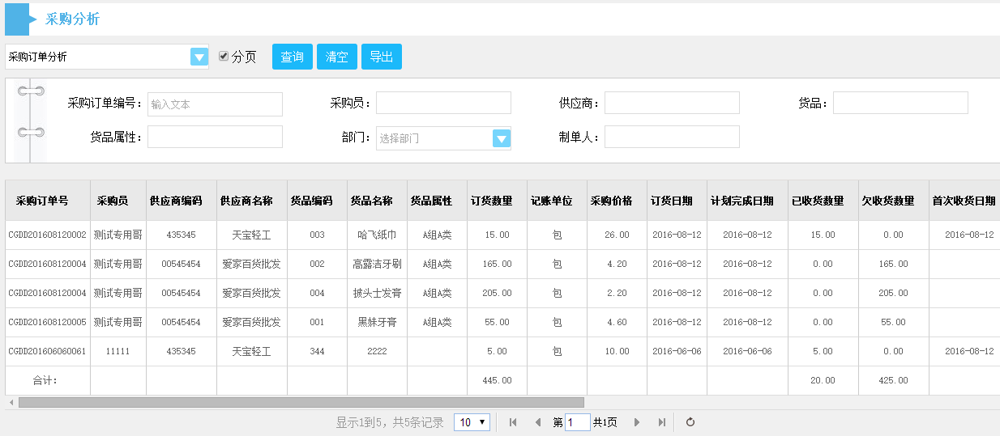 采购分析
采购订单分析 分页 查询 清空 导出
采购订单编号： 输入文本 采购员： 供应商： 货品：
货品属性： 部门： 选择部门 制单人：
采购订单号 采购员 供应商编码 供应商名称 货品编码 货品名称 货品属性 订货数量 记账单位 采购价格 订货日期 计划完成日期 已收货数量 欠收货数量 首次收货日期
CGDD201608120002 测试专用哥 435345 天宝轻工 003 哈飞纸巾 A组A类 15.00 包 26.00 2016-08-12 2016-08-12 15.00 0.00 2016-08-12
CGDD201608120004 测试专用哥 00545454 爱家百货批发 002 高露洁牙刷 A组A类 165.00 包 4.20 2016-08-12 2016-08-12 0.00 165.00
CGDD201608120004 测试专用哥 00545454 爱家百货批发 004 披头士发膏 A组A类 205.00 包 2.20 2016-08-12 2016-08-12 0.00 205.00
CGDD201608120005 测试专用哥 00545454 爱家百货批发 001 黑妹牙膏 A组A类 55.00 包 4.60 2016-08-12 2016-08-12 0.00 55.00
CGDD201606060061 11111 435345 天宝轻工 344 2222 5.00 包 10.00 2016-06-06 2016-06-06 5.00 0.00 2016-08-12
合计： 445.00 20.00 425.00
显示1到5，共5条记录 10 第 1 共1页